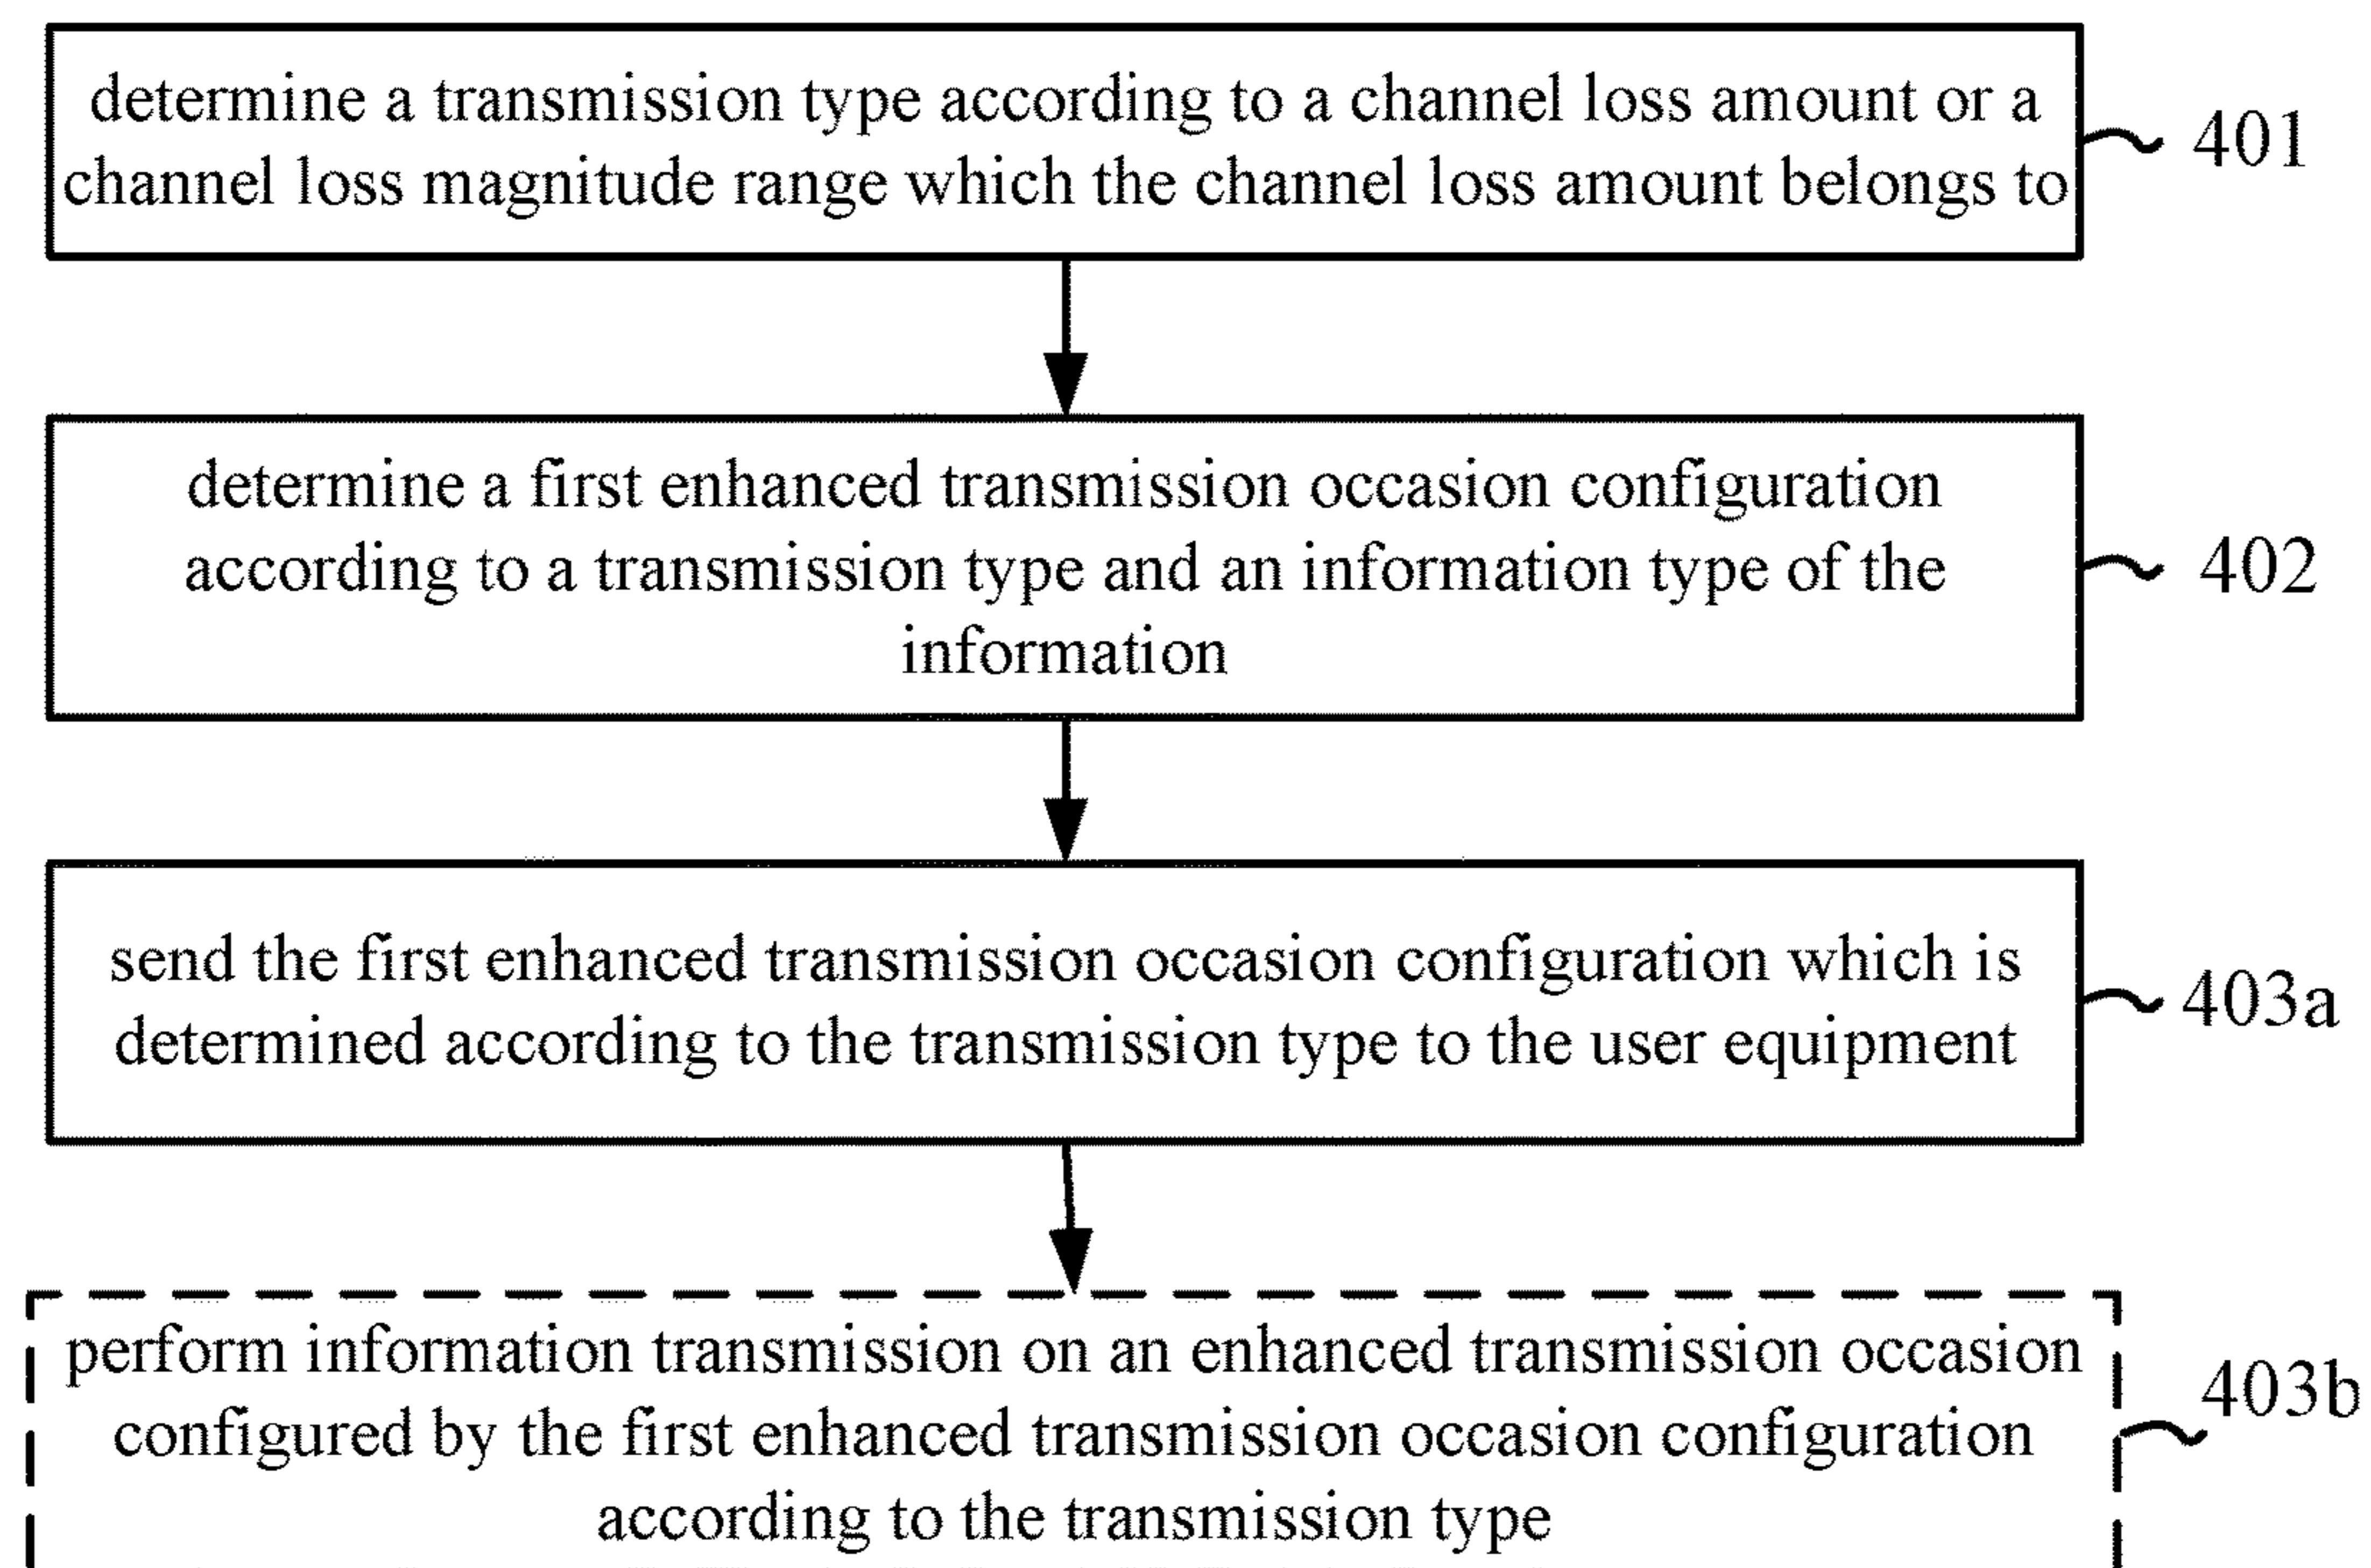 determine a transmission type according to a channel loss amount or a
channel loss magnitude range which the channel loss amount belongs to
401
determine a first enhanced transmission occasion configuration
according to a transmission type and an information type of the
information
402
send the first enhanced transmission occasion configuration which is
determined according to the transmission type to the user equipment
403a
perform information transmission on an enhanced transmission occasion
configured by the first enhanced transmission occasion configuration
according to the transmission type
403b